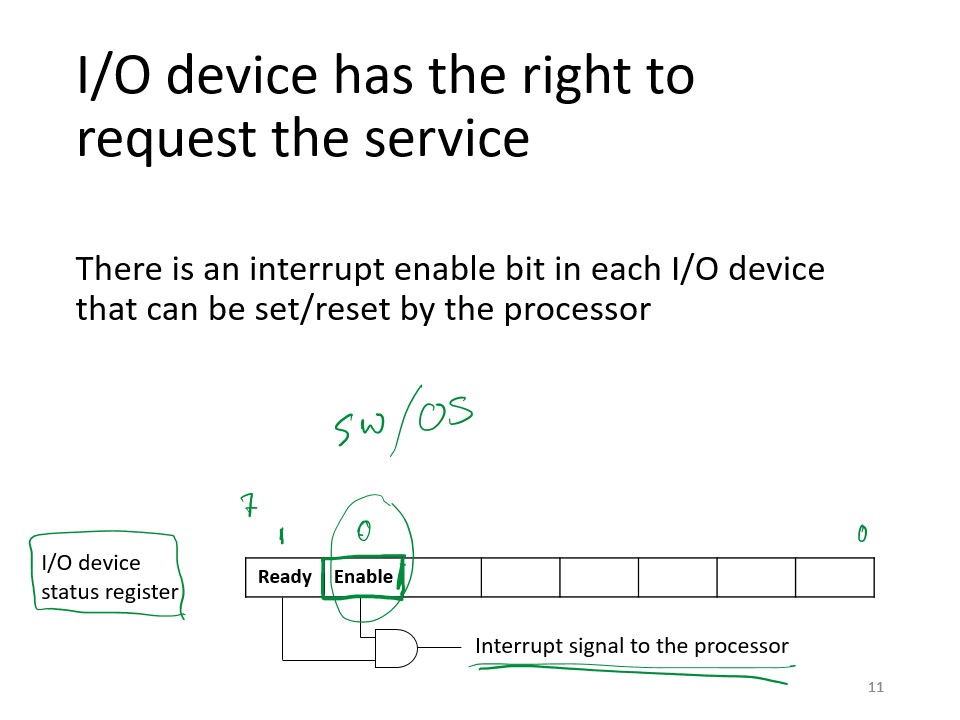 I/O device has the right to
request the service
There is an interrupt enable bit in each I/O device
that can be set/reset by the processor
SW/OS
7
1 0 0
I/O device
status register
Ready Enable
Interrupt signal to the processor
11